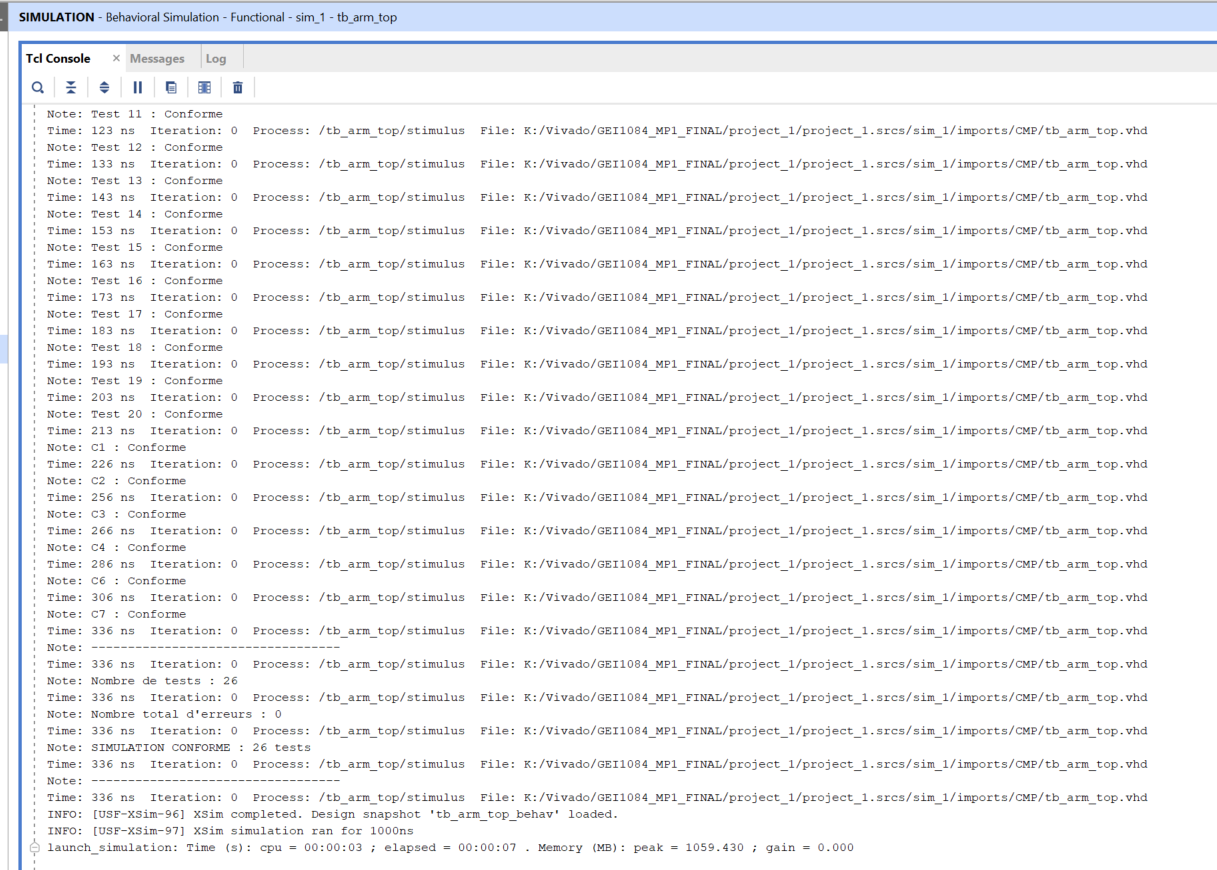 SIMULATION - Behavioral Simulation - Functional - sim_1 - tb_arm_top
Tcl Console × Messages Log
Note: Test 11 : Conforme
Time: 123 ns Iteration: 0 Process: /tb_arm_top/stimulus File: K:/Vivado/GEI1084_MP1_FINAL/project_1/project_1.srcs/sim_1/imports/CMP/tb_arm_top.vhd
Note: Test 12 : Conforme
Time: 133 ns Iteration: 0 Process: /tb_arm_top/stimulus File: K:/Vivado/GEI1084_MP1_FINAL/project_1/project_1.srcs/sim_1/imports/CMP/tb_arm_top.vhd
Note: Test 13 : Conforme
Time: 143 ns Iteration: 0 Process: /tb_arm_top/stimulus File: K:/Vivado/GEI1084_MP1_FINAL/project_1/project_1.srcs/sim_1/imports/CMP/tb_arm_top.vhd
Note: Test 14 : Conforme
Time: 153 ns Iteration: 0 Process: /tb_arm_top/stimulus File: K:/Vivado/GEI1084_MP1_FINAL/project_1/project_1.srcs/sim_1/imports/CMP/tb_arm_top.vhd
Note: Test 15 : Conforme
Time: 163 ns Iteration: 0 Process: /tb_arm_top/stimulus File: K:/Vivado/GEI1084_MP1_FINAL/project_1/project_1.srcs/sim_1/imports/CMP/tb_arm_top.vhd
Note: Test 16 : Conforme
Time: 173 ns Iteration: 0 Process: /tb_arm_top/stimulus File: K:/Vivado/GEI1084_MP1_FINAL/project_1/project_1.srcs/sim_1/imports/CMP/tb_arm_top.vhd
Note: Test 17 : Conforme
Time: 183 ns Iteration: 0 Process: /tb_arm_top/stimulus File: K:/Vivado/GEI1084_MP1_FINAL/project_1/project_1.srcs/sim_1/imports/CMP/tb_arm_top.vhd
Note: Test 18 : Conforme
Time: 193 ns Iteration: 0 Process: /tb_arm_top/stimulus File: K:/Vivado/GEI1084_MP1_FINAL/project_1/project_1.srcs/sim_1/imports/CMP/tb_arm_top.vhd
Note: Test 19 : Conforme
Time: 203 ns Iteration: 0 Process: /tb_arm_top/stimulus File: K:/Vivado/GEI1084_MP1_FINAL/project_1/project_1.srcs/sim_1/imports/CMP/tb_arm_top.vhd
Note: Test 20 : Conforme
Time: 213 ns Iteration: 0 Process: /tb_arm_top/stimulus File: K:/Vivado/GEI1084_MP1_FINAL/project_1/project_1.srcs/sim_1/imports/CMP/tb_arm_top.vhd
Note: C1 : Conforme
Time: 226 ns Iteration: 0 Process: /tb_arm_top/stimulus File: K:/Vivado/GEI1084_MP1_FINAL/project_1/project_1.srcs/sim_1/imports/CMP/tb_arm_top.vhd
Note: C2 : Conforme
Time: 256 ns Iteration: 0 Process: /tb_arm_top/stimulus File: K:/Vivado/GEI1084_MP1_FINAL/project_1/project_1.srcs/sim_1/imports/CMP/tb_arm_top.vhd
Note: C3 : Conforme
Time: 266 ns Iteration: 0 Process: /tb_arm_top/stimulus File: K:/Vivado/GEI1084_MP1_FINAL/project_1/project_1.srcs/sim_1/imports/CMP/tb_arm_top.vhd
Note: C4 : Conforme
Time: 286 ns Iteration: 0 Process: /tb_arm_top/stimulus File: K:/Vivado/GEI1084_MP1_FINAL/project_1/project_1.srcs/sim_1/imports/CMP/tb_arm_top.vhd
Note: C6 : Conforme
Time: 306 ns Iteration: 0 Process: /tb_arm_top/stimulus File: K:/Vivado/GEI1084_MP1_FINAL/project_1/project_1.srcs/sim_1/imports/CMP/tb_arm_top.vhd
Note: C7 : Conforme
Time: 336 ns Iteration: 0 Process: /tb_arm_top/stimulus File: K:/Vivado/GEI1084_MP1_FINAL/project_1/project_1.srcs/sim_1/imports/CMP/tb_arm_top.vhd
Note: ----------------------------------
Time: 336 ns Iteration: 0 Process: /tb_arm_top/stimulus File: K:/Vivado/GEI1084_MP1_FINAL/project_1/project_1.srcs/sim_1/imports/CMP/tb_arm_top.vhd
Note: Nombre de tests : 26
Time: 336 ns Iteration: 0 Process: /tb_arm_top/stimulus File: K:/Vivado/GEI1084_MP1_FINAL/project_1/project_1.srcs/sim_1/imports/CMP/tb_arm_top.vhd
Note: Nombre total d'erreurs : 0
Time: 336 ns Iteration: 0 Process: /tb_arm_top/stimulus File: K:/Vivado/GEI1084_MP1_FINAL/project_1/project_1.srcs/sim_1/imports/CMP/tb_arm_top.vhd
Note: SIMULATION CONFORME : 26 tests
Time: 336 ns Iteration: 0 Process: /tb_arm_top/stimulus File: K:/Vivado/GEI1084_MP1_FINAL/project_1/project_1.srcs/sim_1/imports/CMP/tb_arm_top.vhd
Note: ----------------------------------
Time: 336 ns Iteration: 0 Process: /tb_arm_top/stimulus File: K:/Vivado/GEI1084_MP1_FINAL/project_1/project_1.srcs/sim_1/imports/CMP/tb_arm_top.vhd
INFO: [USF-XSim-96] XSim completed. Design snapshot 'tb_arm_top_behav' loaded.
INFO: [USF-XSim-97] XSim simulation ran for 1000ns
launch_simulation: Time (s): cpu = 00:00:03 ; elapsed = 00:00:07 . Memory (MB): peak = 1059.430 ; gain = 0.000